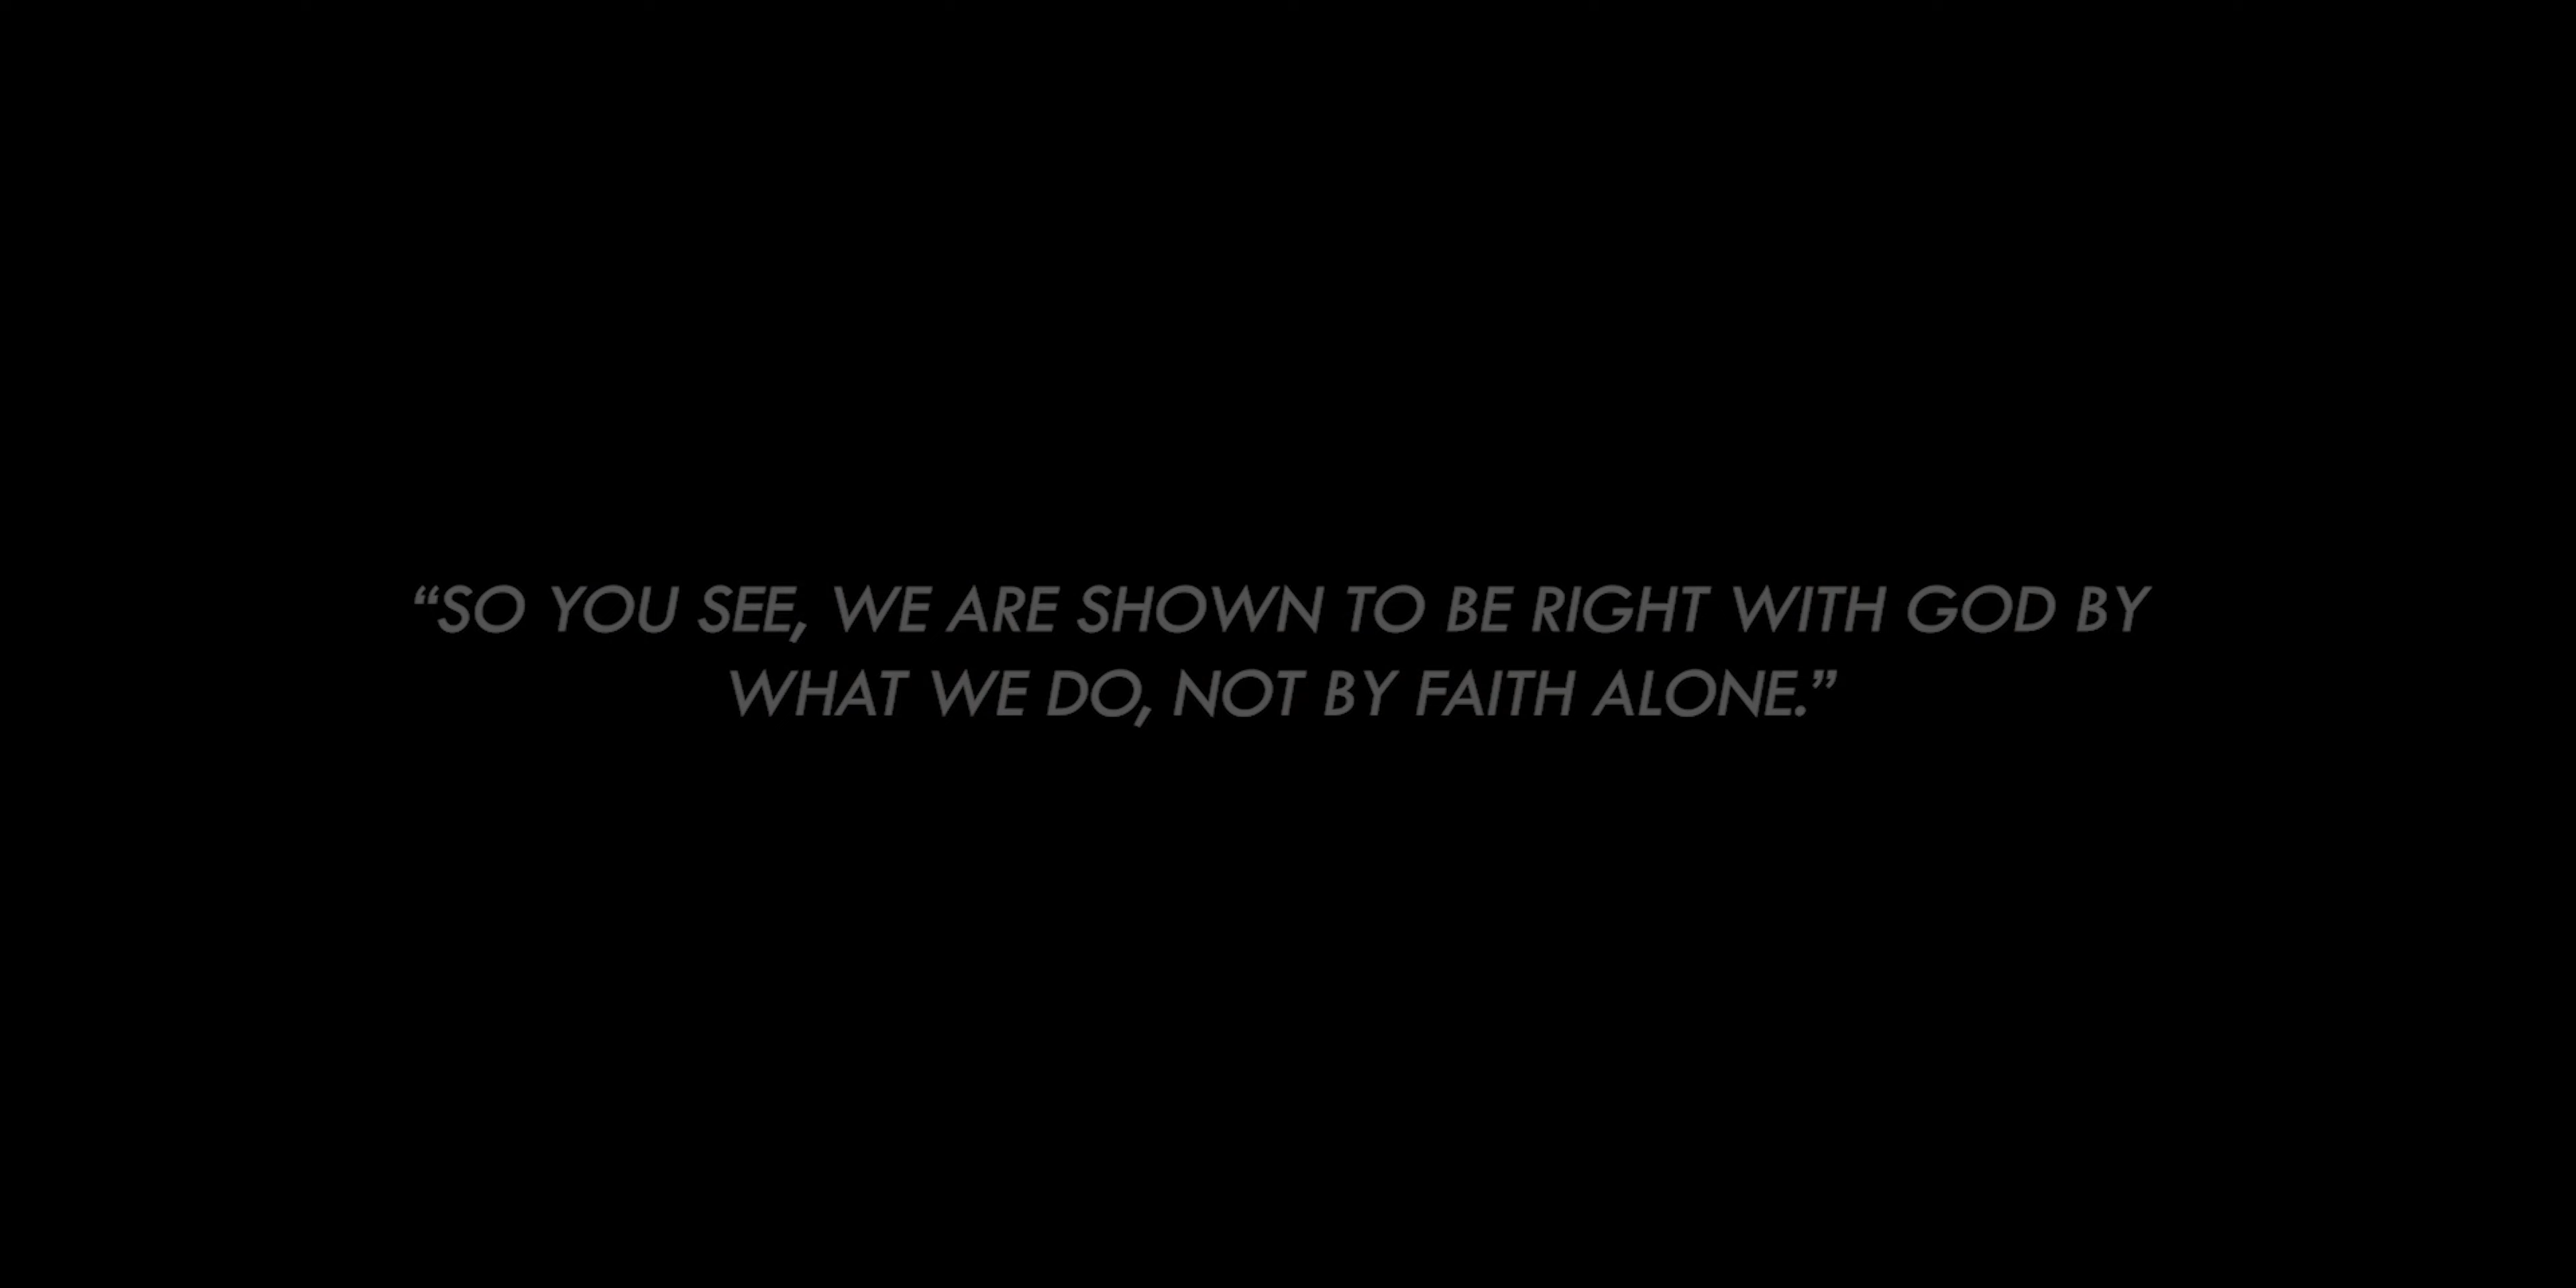 “SO YOU SEE, WE ARE SHOWN TO BE RIGHT WITH GOD BY
WHAT WE DO, NOT BY FAITH ALONE.”